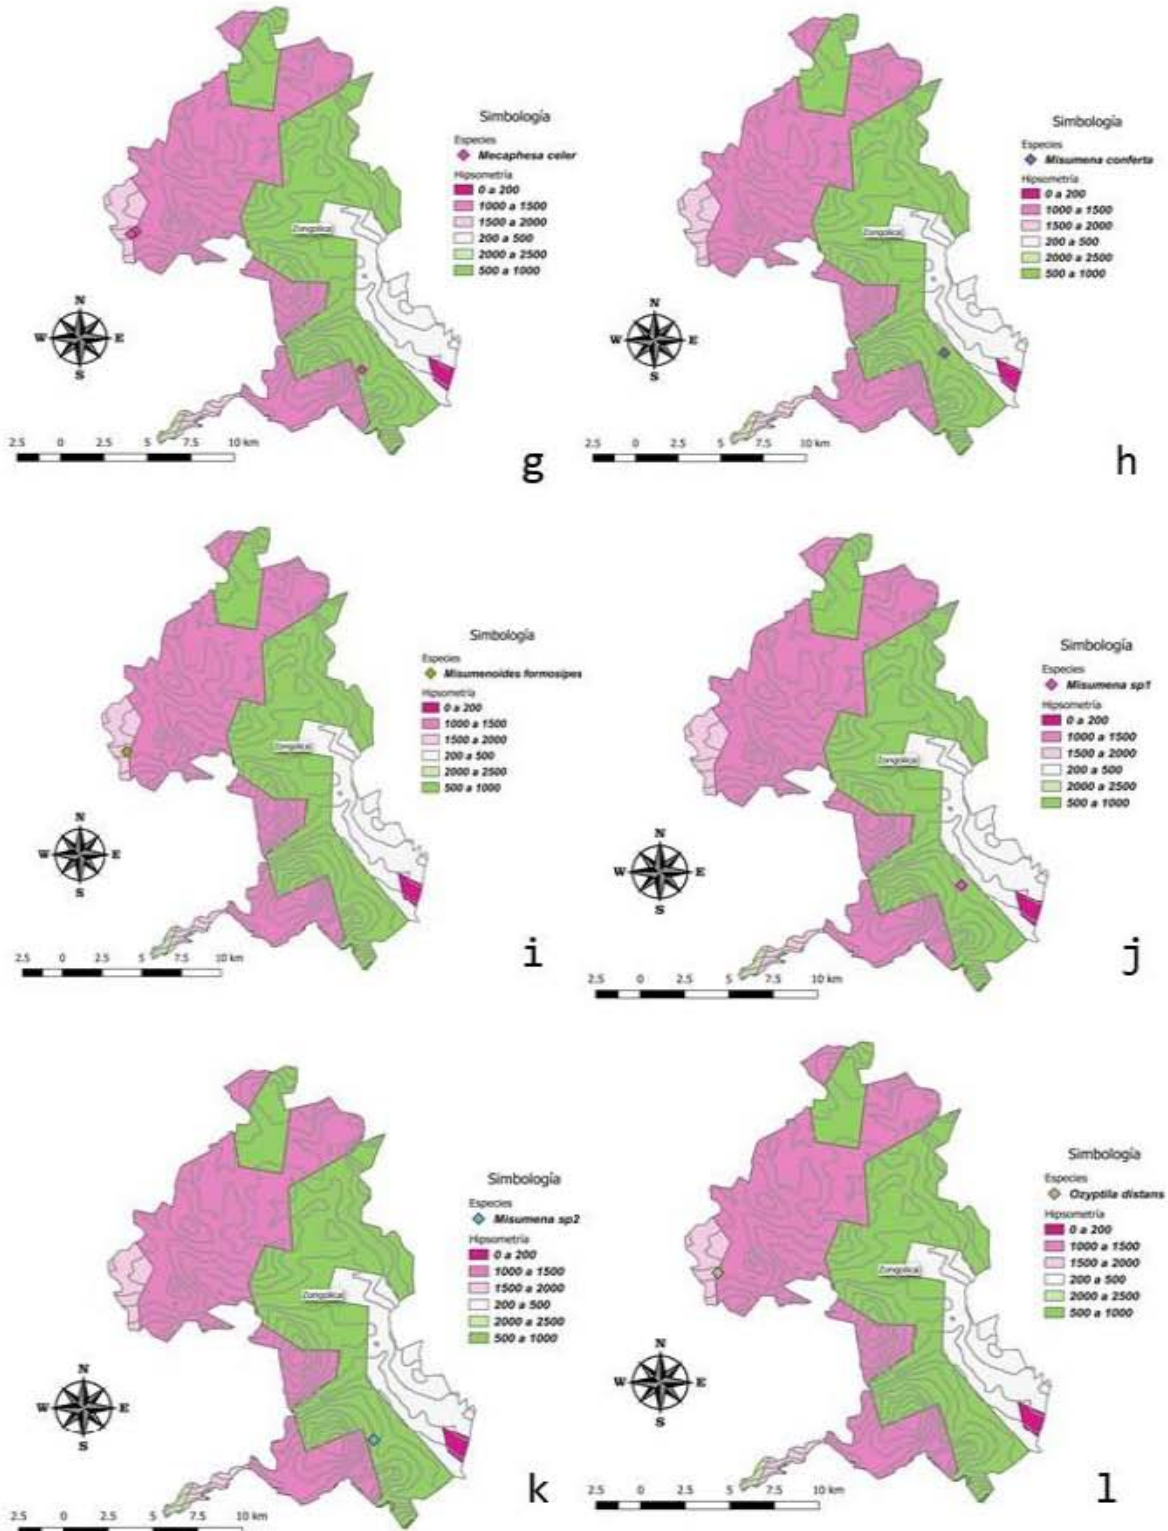 Simbología
Especies
Mecaphesa celer
Hipsometría
0 a 200
1000 a 1500
1500 a 2000
200 a 500
2000 a 2500
500 a 1000
Zongolica
N
W E
S
2.5 0 2.5 5 7.5 10 km
g
Simbología
Especies
Misumena conferta
Hipsometría
0 a 200
1000 a 1500
1500 a 2000
200 a 500
2000 a 2500
500 a 1000
Zongolica
N
W E
S
2.5 0 2.5 5 7.5 10 km
h
Simbología
Especies
Misumenoides formosipes
Hipsometría
0 a 200
1000 a 1500
1500 a 2000
200 a 500
2000 a 2500
500 a 1000
Zongolica
N
W E
S
2.5 0 2.5 5 7.5 10 km
i
Simbología
Especies
Misumena sp1
Hipsometría
0 a 200
1000 a 1500
1500 a 2000
200 a 500
2000 a 2500
500 a 1000
Zongolica
N
W E
S
2.5 0 2.5 5 7.5 10 km
j
Simbología
Especies
Misumena sp2
Hipsometría
0 a 200
1000 a 1500
1500 a 2000
200 a 500
2000 a 2500
500 a 1000
Zongolica
N
W E
S
2.5 0 2.5 5 7.5 10 km
k
Simbología
Especies
Ozyptila distans
Hipsometría
0 a 200
1000 a 1500
1500 a 2000
200 a 500
2000 a 2500
500 a 1000
Zongolica
N
W E
S
2.5 0 2.5 5 7.5 10 km
l